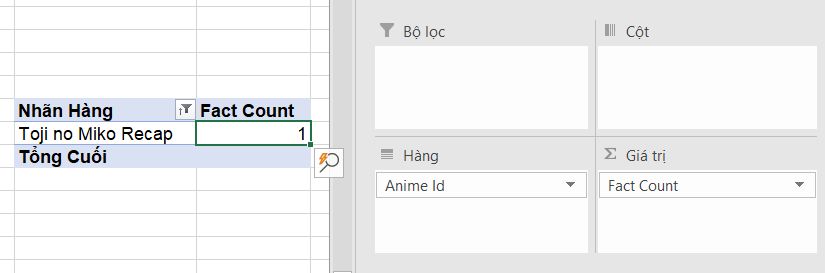 Nhãn Hàng Fact Count
Toji no Miko Recap 1
Tổng Cuối
Bộ lọc
Cột
Hàng
Giá trị
Anime Id
Fact Count